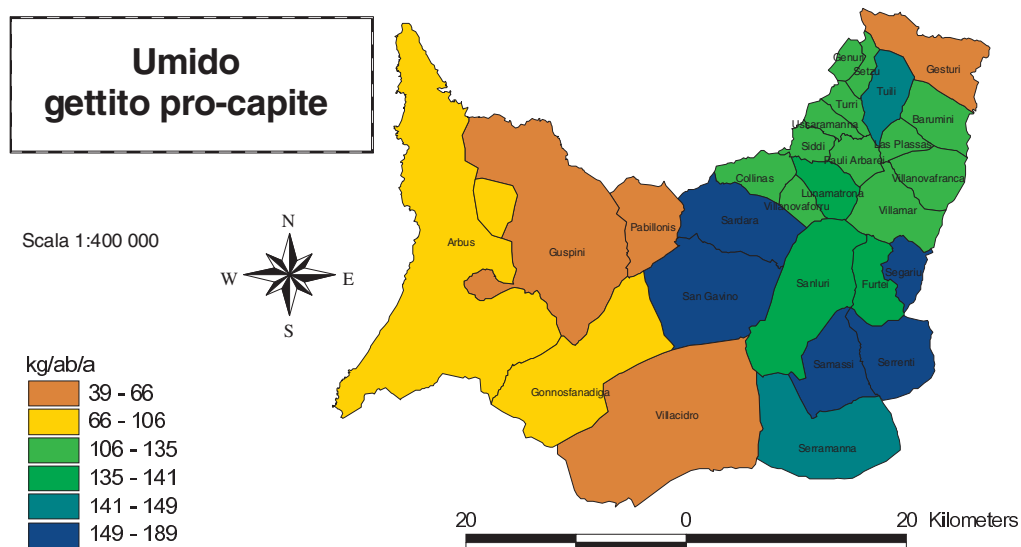 Umido
gettito pro-capite
Scala 1:400 000
N
W
E
S
kg/ab/a
39 - 66
66 - 106
106 - 135
135 - 141
141 - 149
149 - 189
Genuri
Setzu
Gesturi
Tuili
Turri
Barumini
Ussaramanna
Las Plassas
Siddi
Pauli Arbarei
Collinas
Villanovafranca
Lunamatrona
Villanovaforru
Villamar
Sardara
Pabillonis
Arbus
Guspini
Segariu
Sanluri
Furtei
San Gavino
Samassi
Serrenti
Gonnosfanadiga
Villacidro
Serramanna
20 0 20 Kilometers